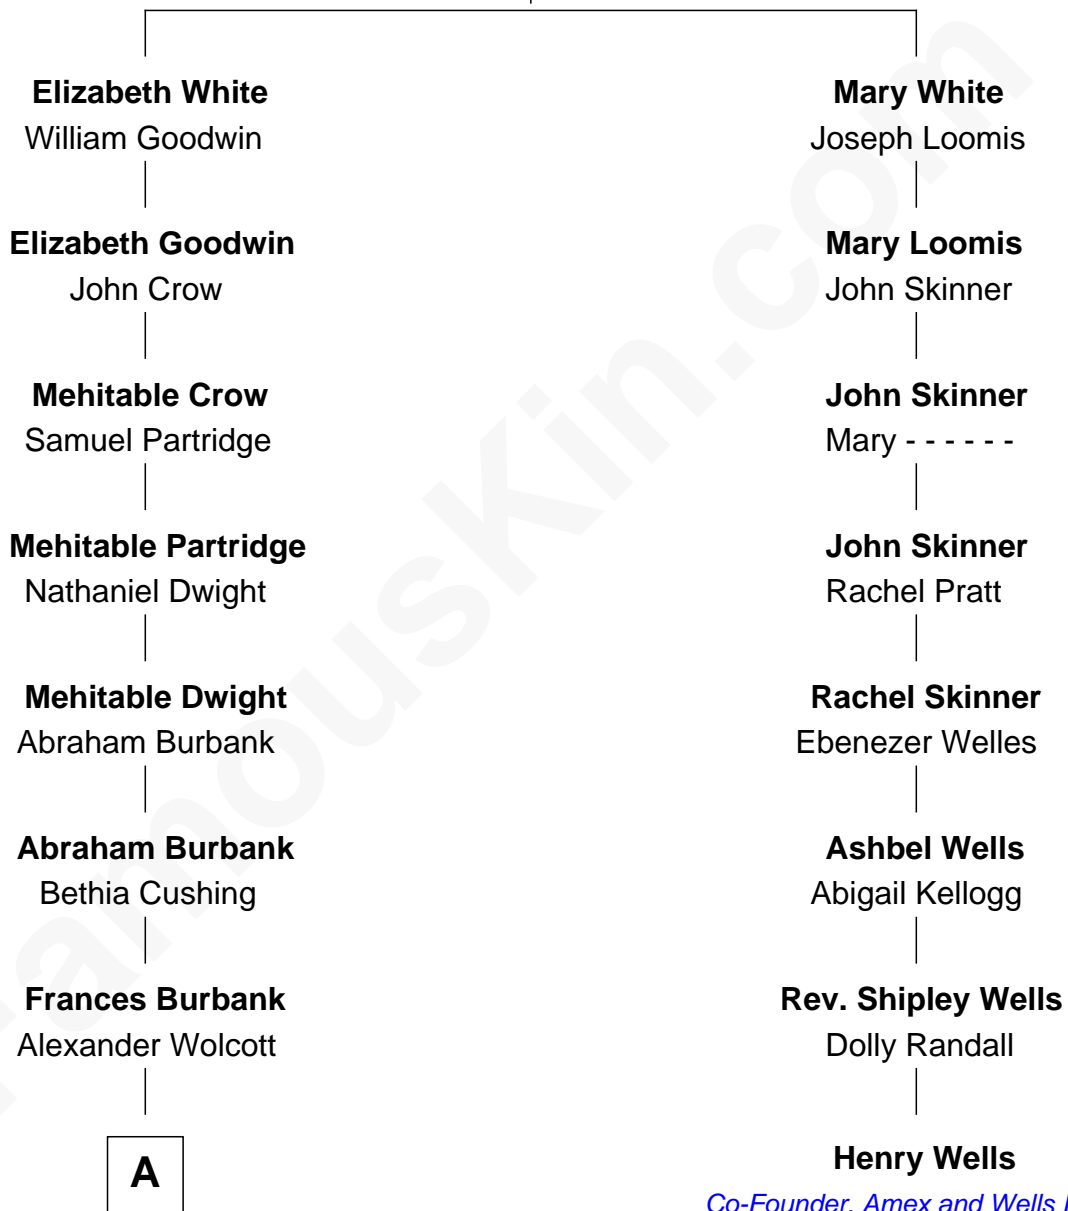 Elizabeth White
William Goodwin
Elizabeth Goodwin
John Crow
Mehitable Crow
Samuel Partridge
Mehitable Partridge
Nathaniel Dwight
Mehitable Dwight
Abraham Burbank
Abraham Burbank
Bethia Cushing
Frances Burbank
Alexander Wolcott
A
Mary White
Joseph Loomis
Mary Loomis
John Skinner
John Skinner
Mary - - - - - -
John Skinner
Rachel Pratt
Rachel Skinner
Ebenezer Welles
Ashbel Wells
Abigail Kellogg
Rev. Shipley Wells
Dolly Randall
Henry Wells
Co-Founder, Amex and Wells
FamousKin.com